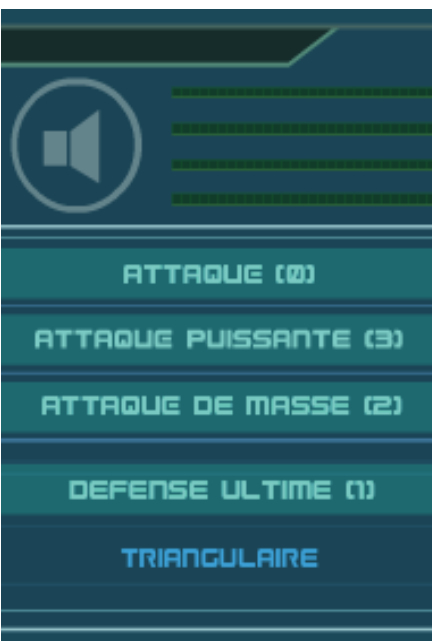 ATTAQUE (0)
ATTAQUE PUISSANTE (3)
ATTAQUE DE MASSE (2)
DEFENSE ULTIME (1)
TRIANGULAIRE